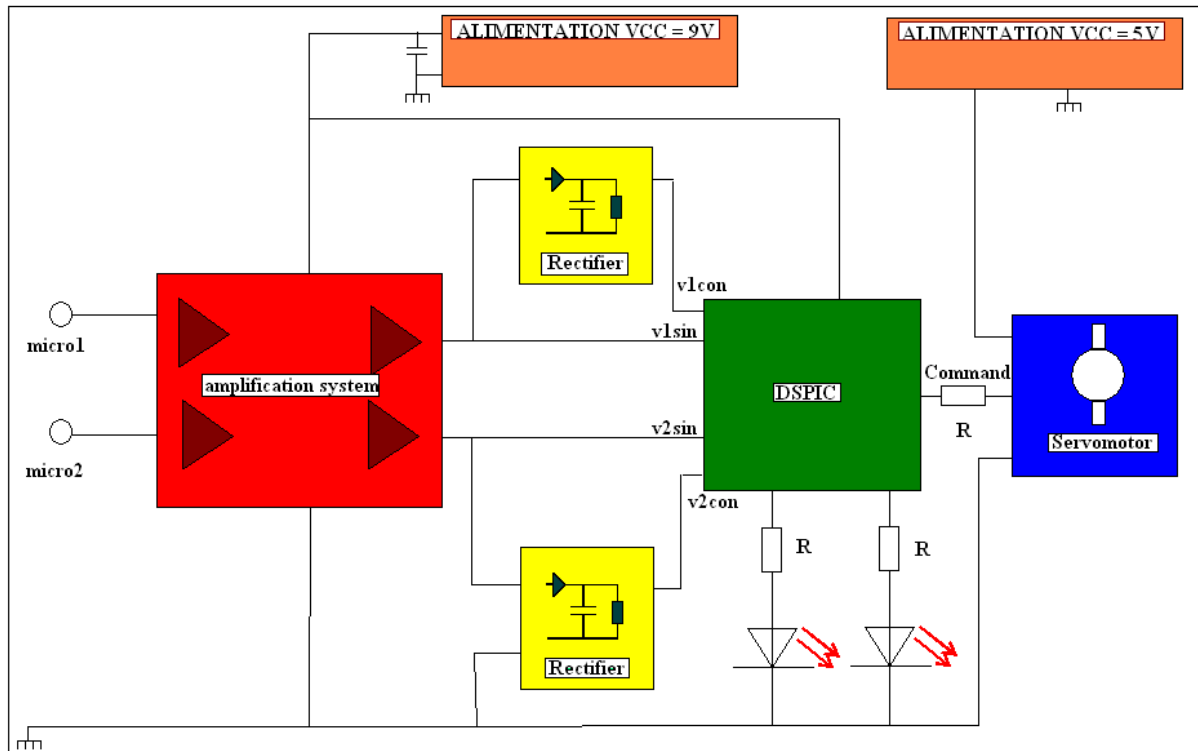 ALIMENTATION VCC = 9V
ALIMENTATION VCC = 5V
Rectifier
v1con
micro1
v1sin
amplification system
DSPIC
Command
R
v2sin
Servomotor
micro2
v2con
R
R
Rectifier